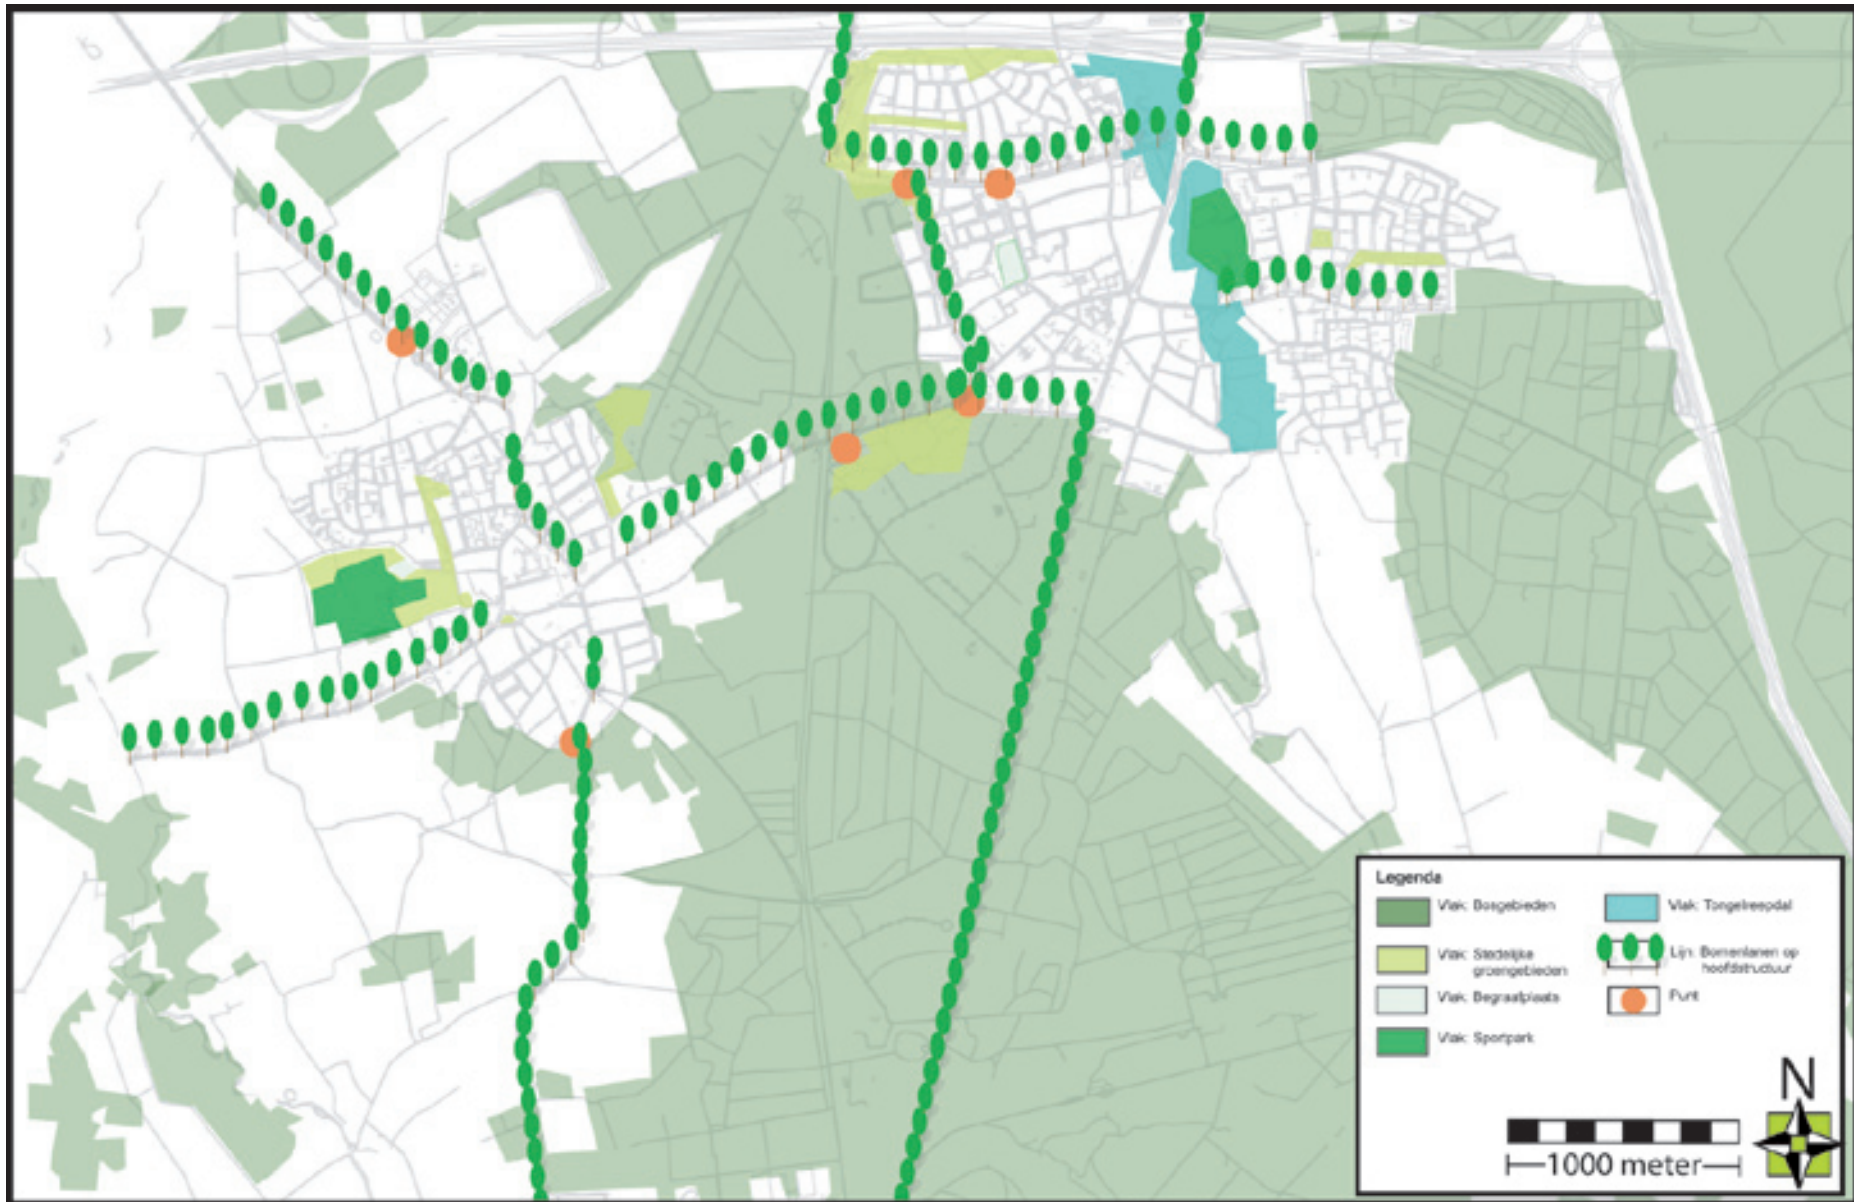 Legenda
Vlak: Bosgebieden
Vlak: Stedelijke
groengebieden
Vlak: Begraafplaats
Vlak: Sportpark
Vlak: Tongelreepdal
Lijn: Bomenlanen op
hoofdstructuur
Punt
N
1000 meter